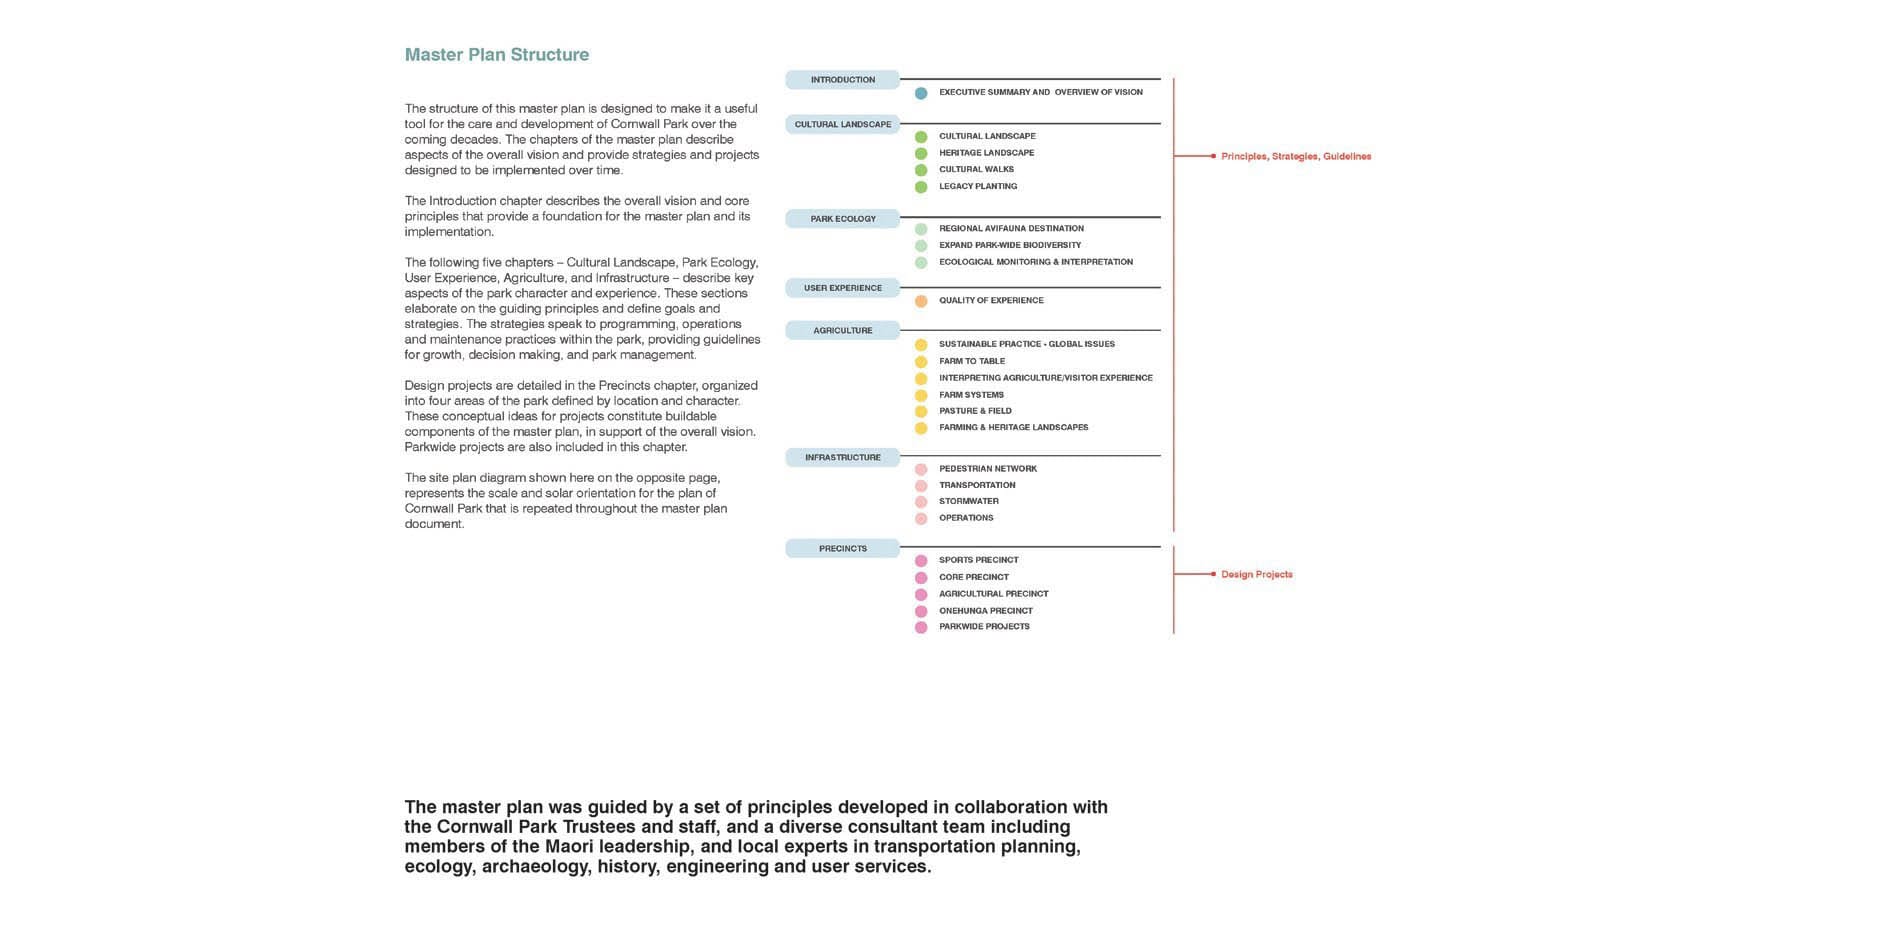 Master Plan Structure
The structure of this master plan is designed to make it a useful
tool for the care and development of Cornwall Park over the
coming decades. The chapters of the master plan describe
aspects of the overall vision and provide strategies and projects
designed to be implemented over time.
The Introduction chapter describes the overall vision and core
principles that provide a foundation for the master plan and its
implementation.
The following five chapters – Cultural Landscape, Park Ecology,
User Experience, Agriculture, and Infrastructure – describe key
aspects of the park character and experience. These sections
elaborate on the guiding principles and define goals and
strategies. The strategies speak to programming, operations
and maintenance practices within the park, providing guidelines
for growth, decision making, and park management.
Design projects are detailed in the Precincts chapter, organized
into four areas of the park defined by location and character.
These conceptual ideas for projects constitute buildable
components of the master plan, in support of the overall vision.
Parkwide projects are also included in this chapter.
The site plan diagram shown here on the opposite page,
represents the scale and solar orientation for the plan of
Cornwall Park that is repeated throughout the master plan
document.
INTRODUCTION
EXECUTIVE SUMMARY AND OVERVIEW OF VISION
CULTURAL LANDSCAPE
CULTURAL LANDSCAPE
HERITAGE LANDSCAPE
CULTURAL WALKS
LEGACY PLANTING
PARK ECOLOGY
REGIONAL AVIFAUNA DESTINATION
EXPAND PARK-WIDE BIODIVERSITY
ECOLOGICAL MONITORING & INTERPRETATION
USER EXPERIENCE
QUALITY OF EXPERIENCE
AGRICULTURE
SUSTAINABLE PRACTICE - GLOBAL ISSUES
FARM TO TABLE
INTERPRETING AGRICULTURE/VISITOR EXPERIENCE
FARM SYSTEMS
PASTURE & FIELD
FARMING & HERITAGE LANDSCAPES
INFRASTRUCTURE
PEDESTRIAN NETWORK
TRANSPORTATION
STORMWATER
OPERATIONS
PRECINCTS
SPORTS PRECINCT
CORE PRECINCT
AGRICULTURAL PRECINCT
ONEHUNGA PRECINCT
PARKWIDE PROJECTS
Principles, Strategies, Guidelines
Design Projects
The master plan was guided by a set of principles developed in collaboration with
the Cornwall Park Trustees and staff, and a diverse consultant team including
members of the Maori leadership, and local experts in transportation planning,
ecology, archaeology, history, engineering and user services.